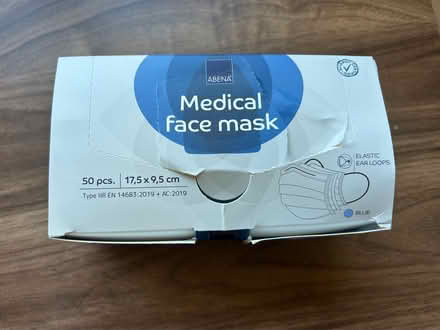 ABENA
Medical
face mask
ELASTIC
EAR LOOPS
50 pcs. 17,5 x 9,5 cm
Type IIR EN 14683:2019 + AC:2019
BLUE